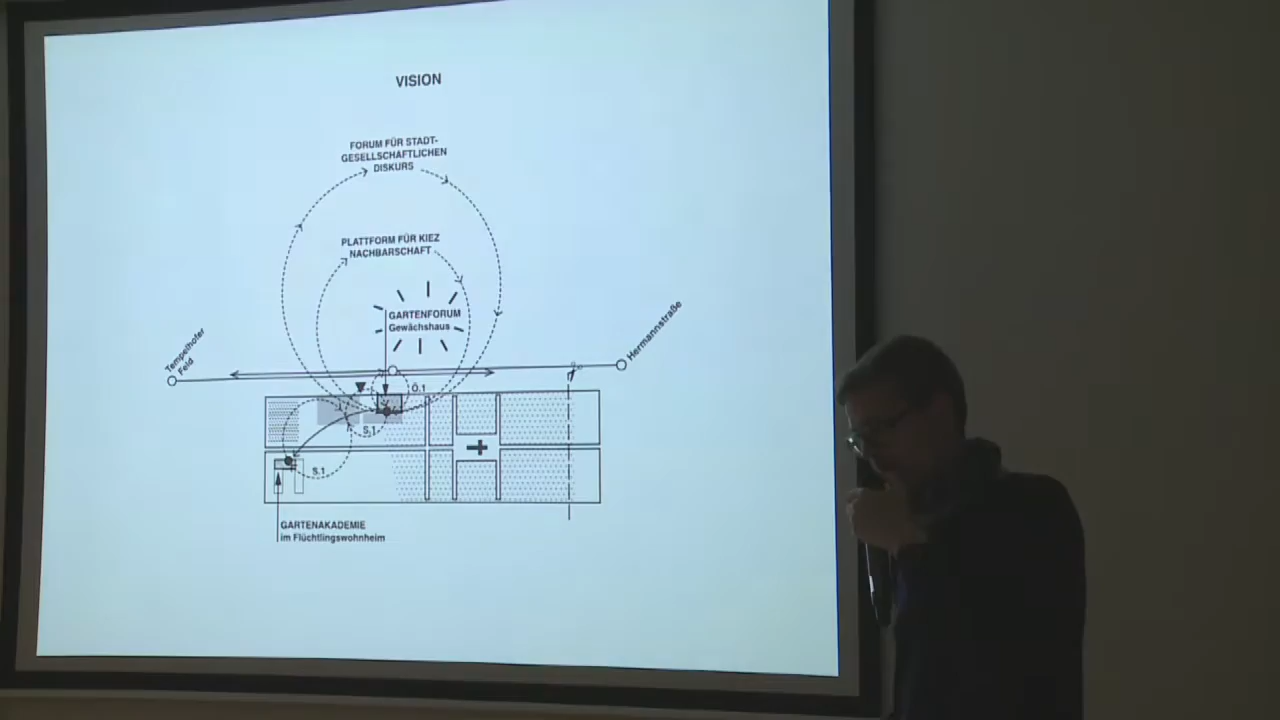 VISION
FORUM FÜR STADT-
GESELLSCHAFTLICHEN
DISKURS
PLATTFORM FÜR KIEZ
NACHBARSCHAFT
GARTENFORUM
Gewächshaus
Tempelhofer
Feld
Hermannstraße
Ö.1
S.1
S.1
GARTENAKADEMIE
im Flüchtlingswohnheim